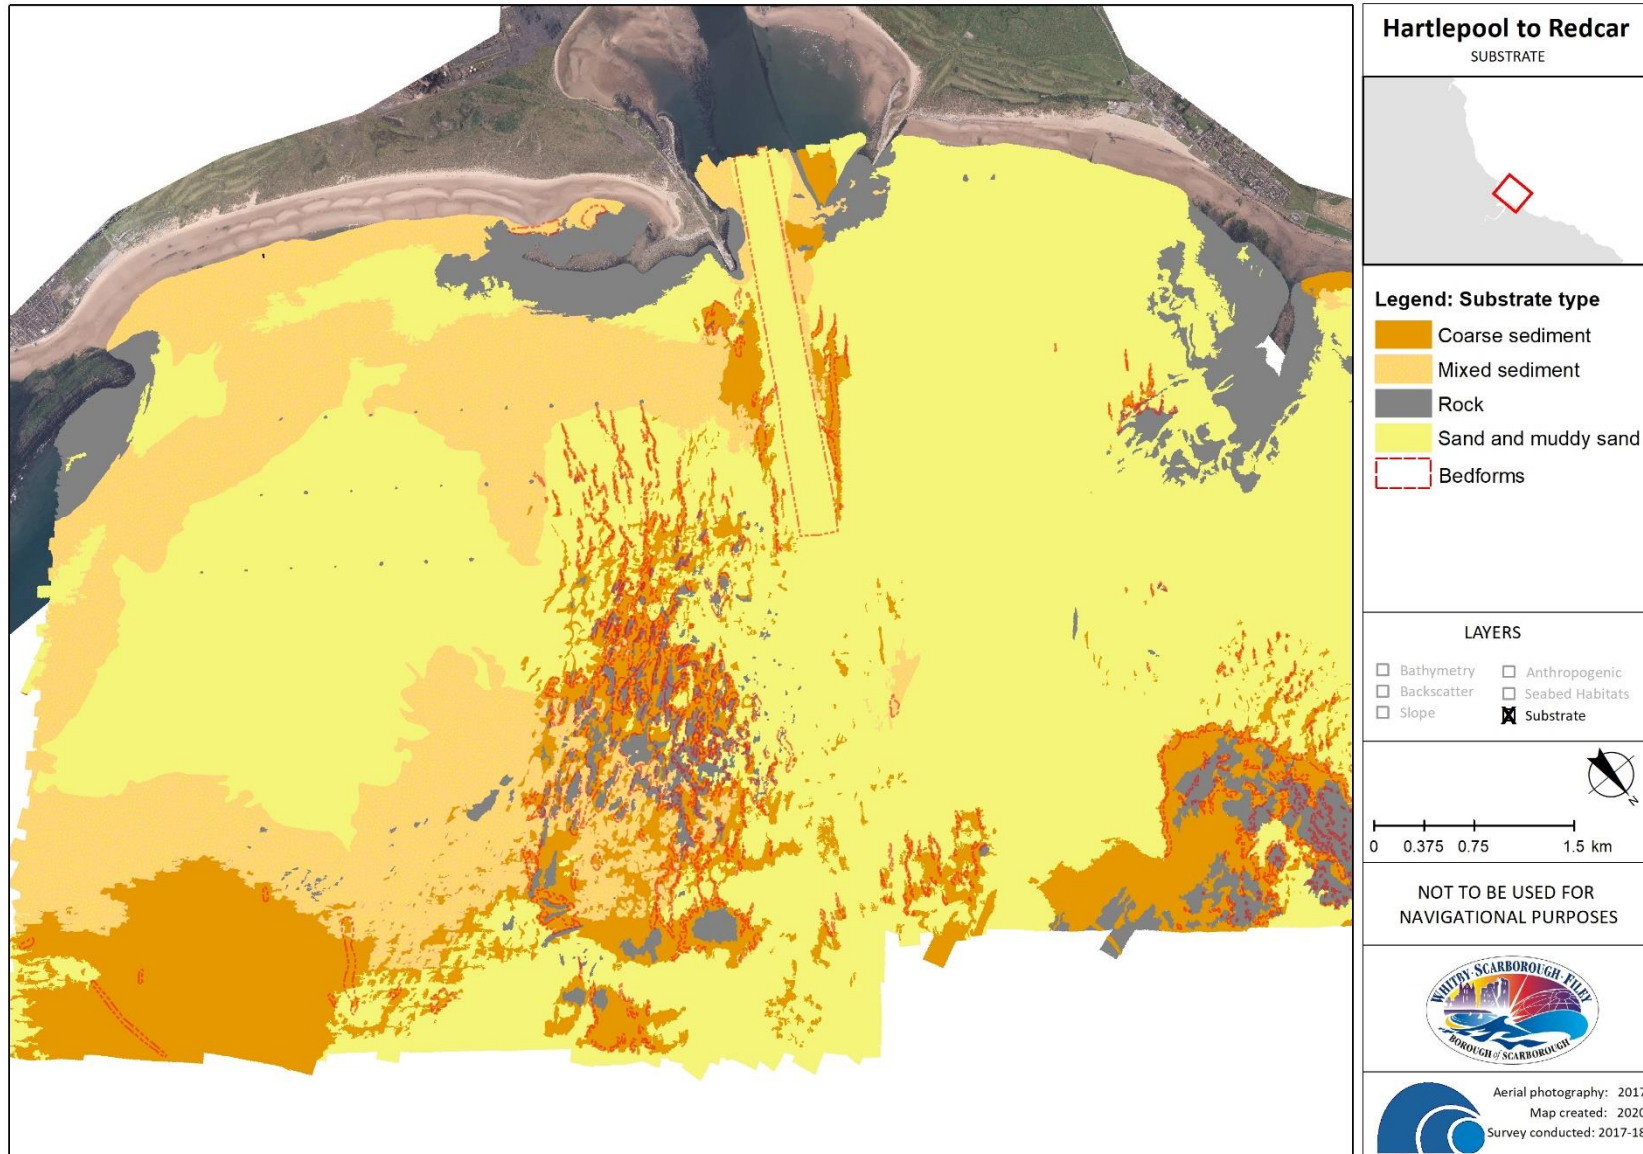 Hartlepool to Redcar
SUBSTRATE
Legend: Substrate type
Coarse sediment
Mixed sediment
Rock
Sand and muddy sand
Bedforms
LAYERS
Bathymetry
Anthropogenic
Backscatter
Seabed Habitats
Slope
Substrate
N
0 0.375 0.75 1.5 km
NOT TO BE USED FOR
NAVIGATIONAL PURPOSES
WHITBY·SCARBOROUGH·FILEY
BOROUGH of SCARBOROUGH
Aerial photography: 2017
Map created: 2020
Survey conducted: 2017-18